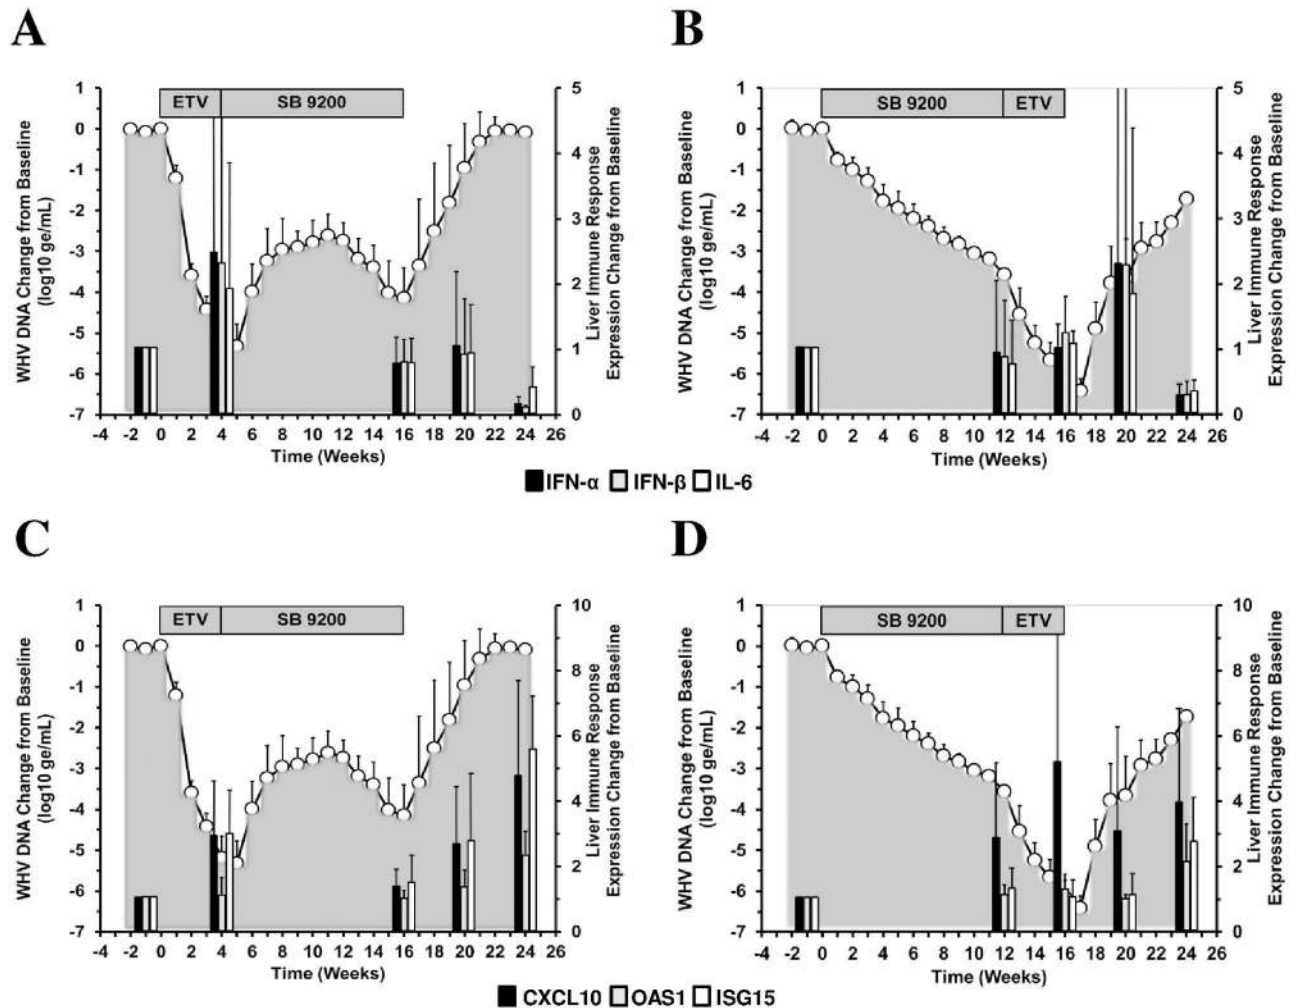 A
B
ETV SB 9200
SB 9200 ETV
WHV DNA Change from Baseline
(log10 ge/mL)
1
0
-1
-2
-3
-4
-5
-6
-7
5
4
3
2
1
0
Liver Immune Response
Expression Change from Baseline
-4 -2 0 2 4 6 8 10 12 14 16 18 20 22 24 26
Time (Weeks)
WHV DNA Change from Baseline
(log10 ge/mL)
1
0
-1
-2
-3
-4
-5
-6
-7
5
4
3
2
1
0
Liver Immune Response
Expression Change from Baseline
-4 -2 0 2 4 6 8 10 12 14 16 18 20 22 24 26
Time (Weeks)
IFN-α IFN-β IL-6
C
D
ETV SB 9200
SB 9200 ETV
WHV DNA Change from Baseline
(log10 ge/mL)
1
0
-1
-2
-3
-4
-5
-6
-7
10
8
6
4
2
0
Liver Immune Response
Expression Change from Baseline
-4 -2 0 2 4 6 8 10 12 14 16 18 20 22 24 26
Time (Weeks)
WHV DNA Change from Baseline
(log10 ge/mL)
1
0
-1
-2
-3
-4
-5
-6
-7
10
8
6
4
2
0
Liver Immune Response
Expression Change from Baseline
-4 -2 0 2 4 6 8 10 12 14 16 18 20 22 24 26
Time (Weeks)
CXCL10 OAS1 ISG15